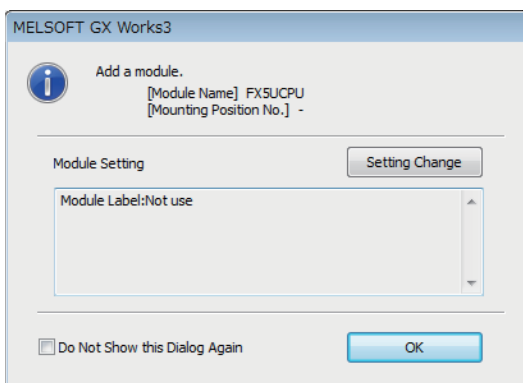 MELSOFT GX Works3
Add a module.
[Module Name] FX5UCPU
[Mounting Position No.] -
Module Setting
Setting Change
Module Label:Not use
Do Not Show this Dialog Again
OK